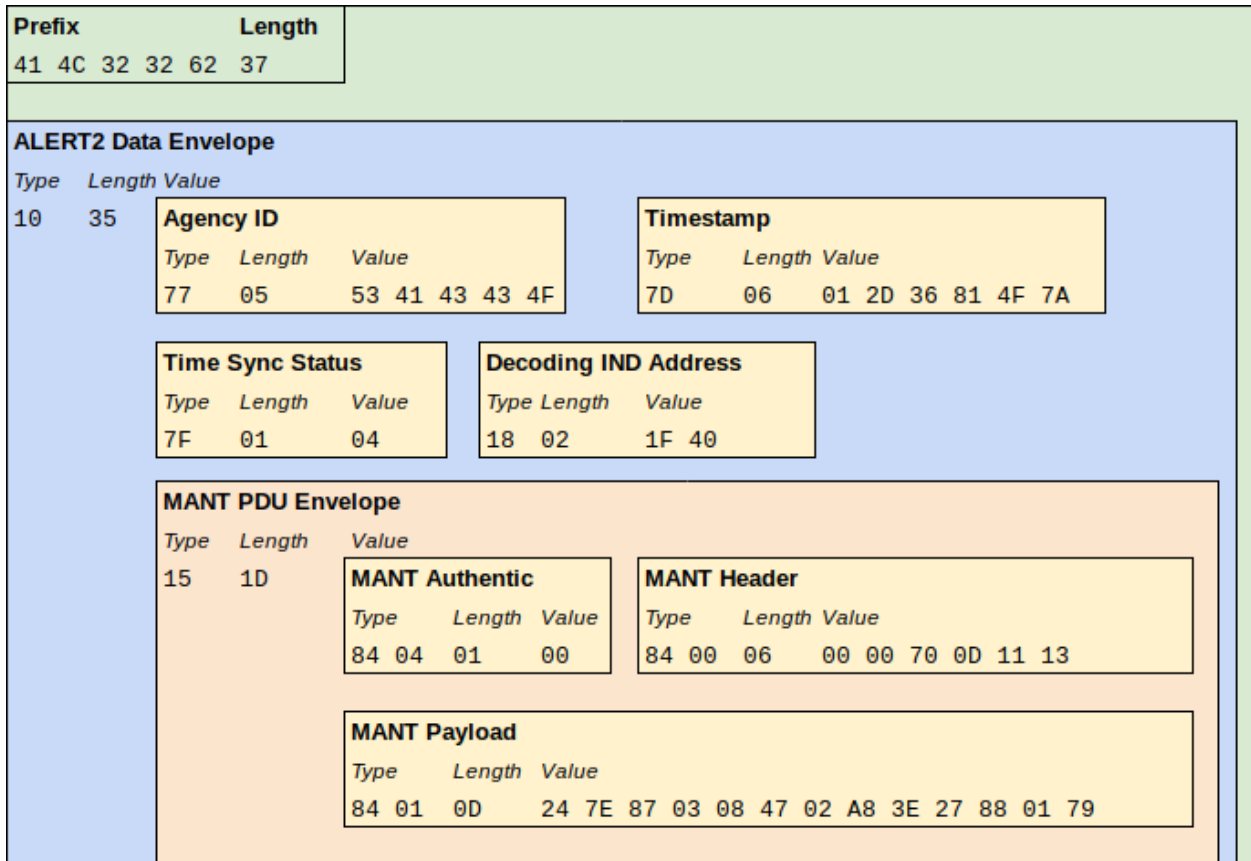 Prefix Length
41 4C 32 32 62 37
ALERT2 Data Envelope
Type Length Value
10 35
Agency ID
Type Length Value
77 05 53 41 43 43 4F
Timestamp
Type Length Value
7D 06 01 2D 36 81 4F 7A
Time Sync Status
Type Length Value
7F 01 04
Decoding IND Address
Type Length Value
18 02 1F 40
MANT PDU Envelope
Type Length Value
15 1D
MANT Authentic
Type Length Value
84 04 01 00
MANT Header
Type Length Value
84 00 06 00 00 70 0D 11 13
MANT Payload
Type Length Value
84 01 0D 24 7E 87 03 08 47 02 A8 3E 27 88 01 79